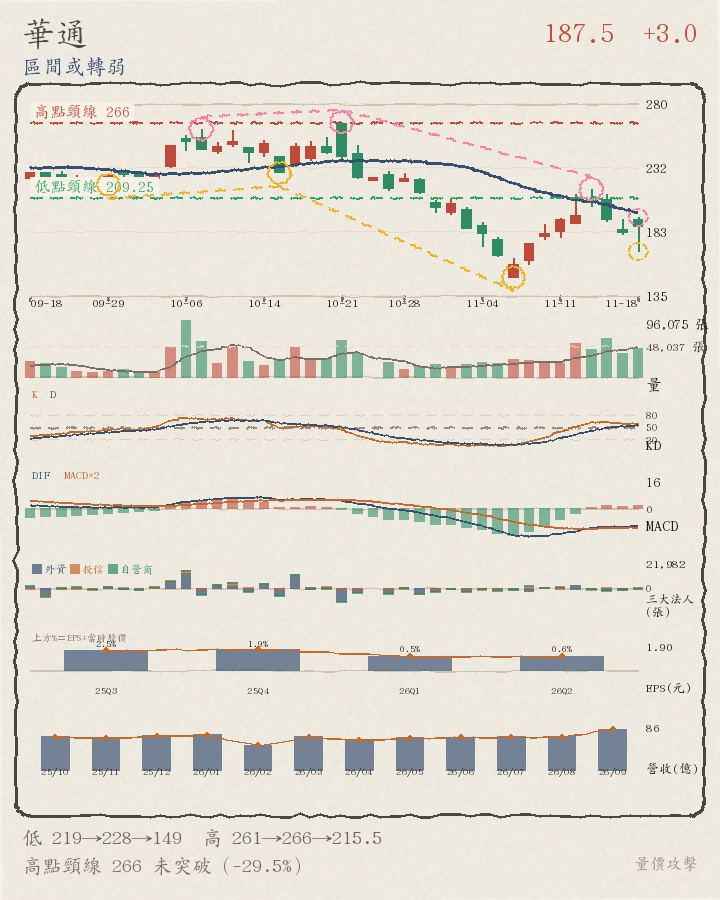 華通
187.5 +3.0
區間或轉弱
高點頸線 266
低點頸線 209.25
280
232
183
135
09-18 09-29 10-06 10-14 10-21 10-28 11-04 11-11 11-18
96,075 張
48,037 張
量
K D
80
50
20
KD
DIF MACD×2
16
0
MACD
外資 投信 自營商
21,982
0
三大法人
(張)
上方%=EPS÷當時股價
2.5% 1.9% 0.5% 0.6%
1.90
25Q3 25Q4 26Q1 26Q2
EPS(元)
86
25/10 25/11 25/12 26/01 26/02 26/03 26/04 26/05 26/06 26/07 26/08 26/09
營收(億)
低 219→228→149 高 261→266→215.5
高點頸線 266 未突破 (-29.5%)
量價攻擊